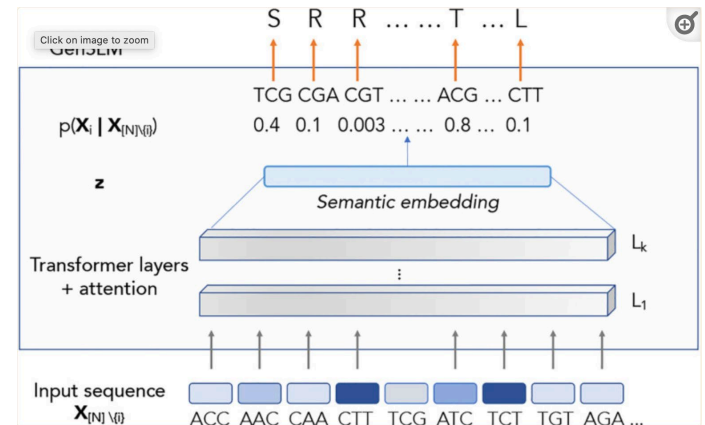 S R R ... ... T ... L
Click on image to zoom
GenSLM
TCG CGA CGT ... ... ACG ... CTT
p(Xi | X[N]\{i}) 0.4 0.1 0.003 ... ... 0.8 ... 0.1
z
Semantic embedding
Lk
Transformer layers
+ attention
⋮
L1
Input sequence
X[N] \{i}
ACC AAC CAA CTT TCG ATC TCT TGT AGA ...